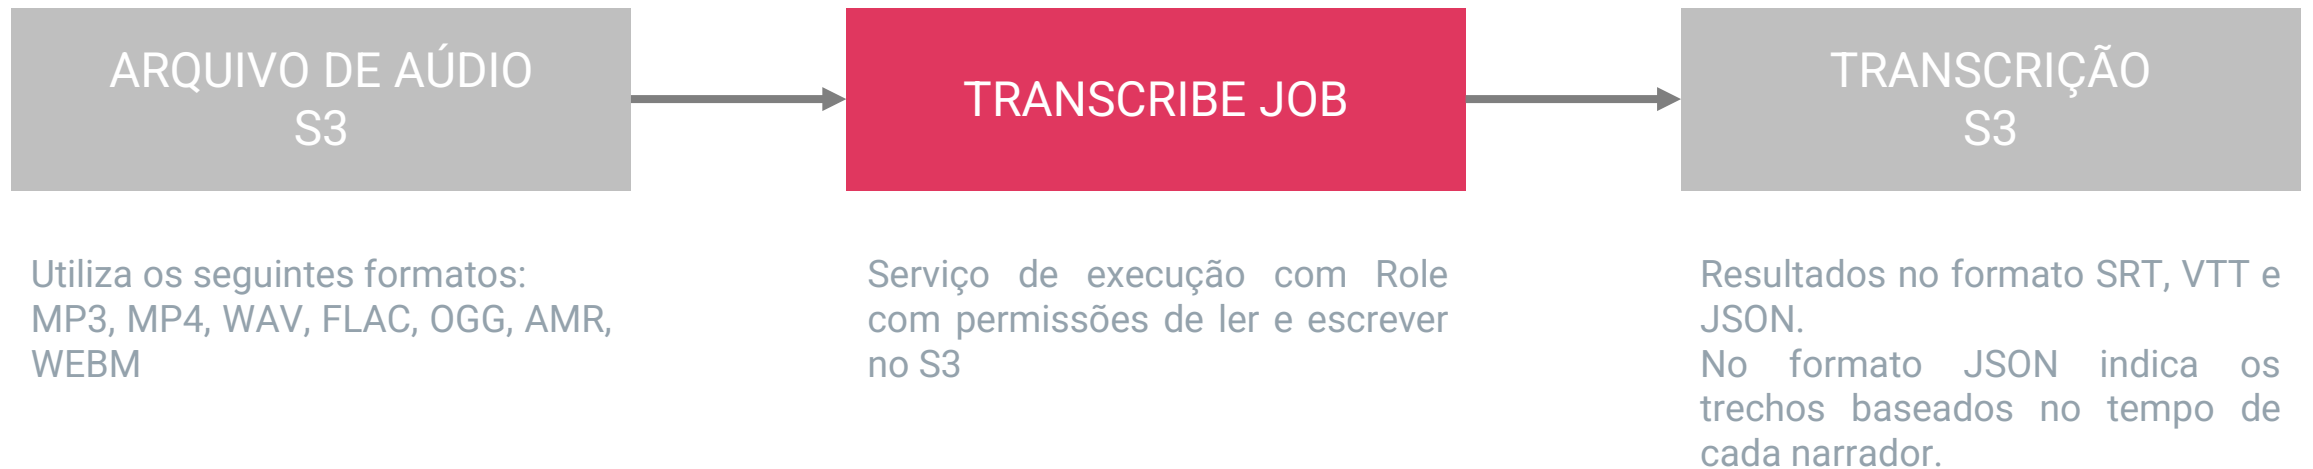 ARQUIVO DE AÚDIO
S3
TRANSCRIBE JOB
TRANSCRIÇÃO
S3
Utiliza os seguintes formatos:
MP3, MP4, WAV, FLAC, OGG, AMR,
WEBM
Serviço de execução com Role
com permissões de ler e escrever
no S3
Resultados no formato SRT, VTT e
JSON.
No formato JSON indica os
trechos baseados no tempo de
cada narrador.